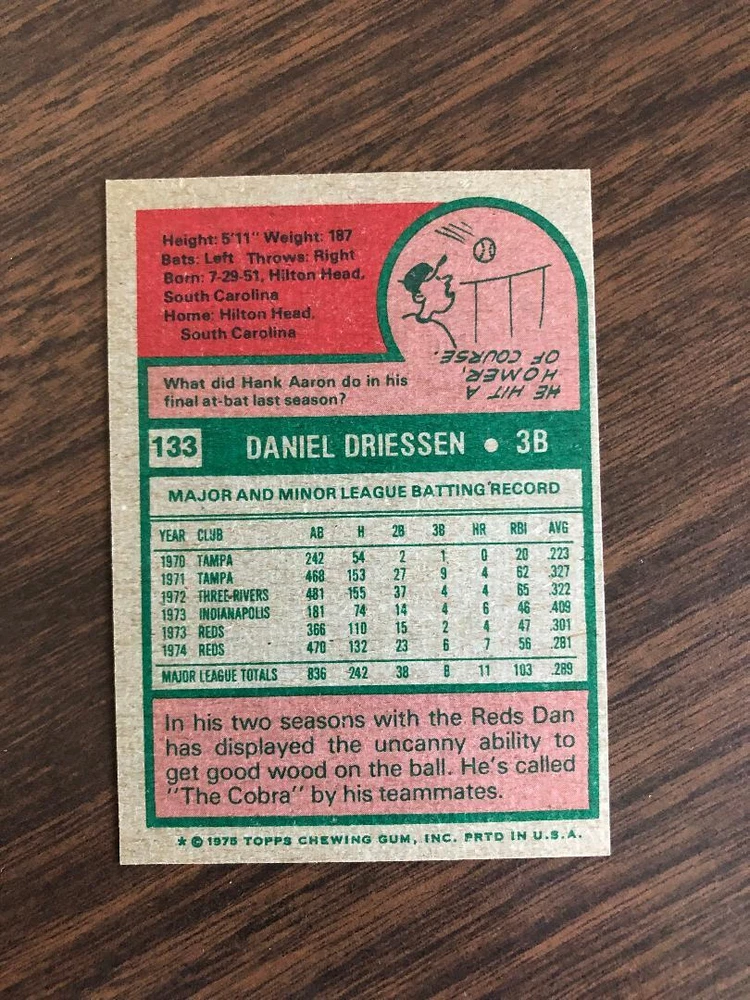 Height: 5'11" Weight: 187
Bats: Left Throws: Right
Born: 7-29-51, Hilton Head,
South Carolina
Home: Hilton Head,
South Carolina
HE HIT A
HOMER,
OF COURSE.
What did Hank Aaron do in his
final at-bat last season?
133 DANIEL DRIESSEN • 3B
MAJOR AND MINOR LEAGUE BATTING RECORD
YEAR CLUB AB H 2B 3B HR RBI AVG
1970 TAMPA 242 54 2 1 0 20 .223
1971 TAMPA 468 153 27 9 4 62 .327
1972 THREE-RIVERS 481 155 37 4 4 65 .322
1973 INDIANAPOLIS 181 74 14 4 6 46 .409
1973 REDS 366 110 15 2 4 47 .301
1974 REDS 470 132 23 6 7 56 .281
MAJOR LEAGUE TOTALS 836 242 38 8 11 103 .289
In his two seasons with the Reds Dan
has displayed the uncanny ability to
get good wood on the ball. He's called
"The Cobra" by his teammates.
* © 1975 TOPPS CHEWING GUM, INC. PRTD IN U.S.A.